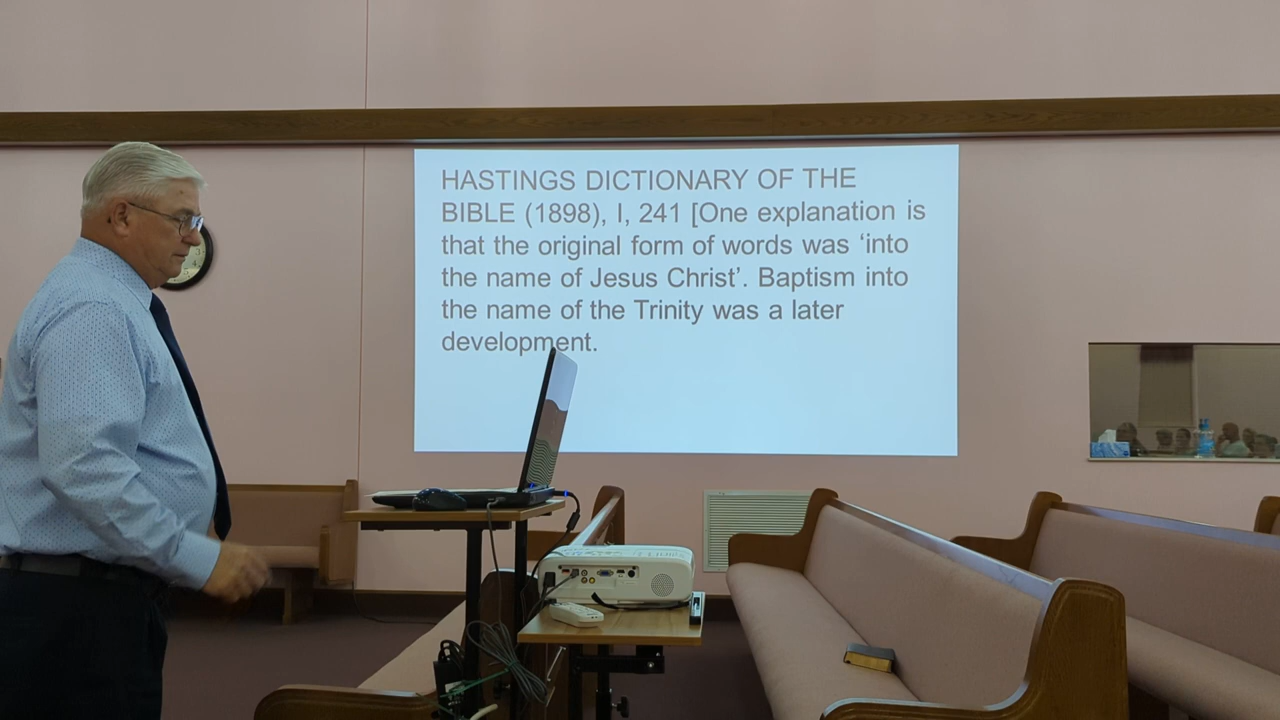 HASTINGS DICTIONARY OF THE
BIBLE (1898), I, 241 [One explanation is
that the original form of words was ‘into
the name of Jesus Christ’. Baptism into
the name of the Trinity was a later
development.